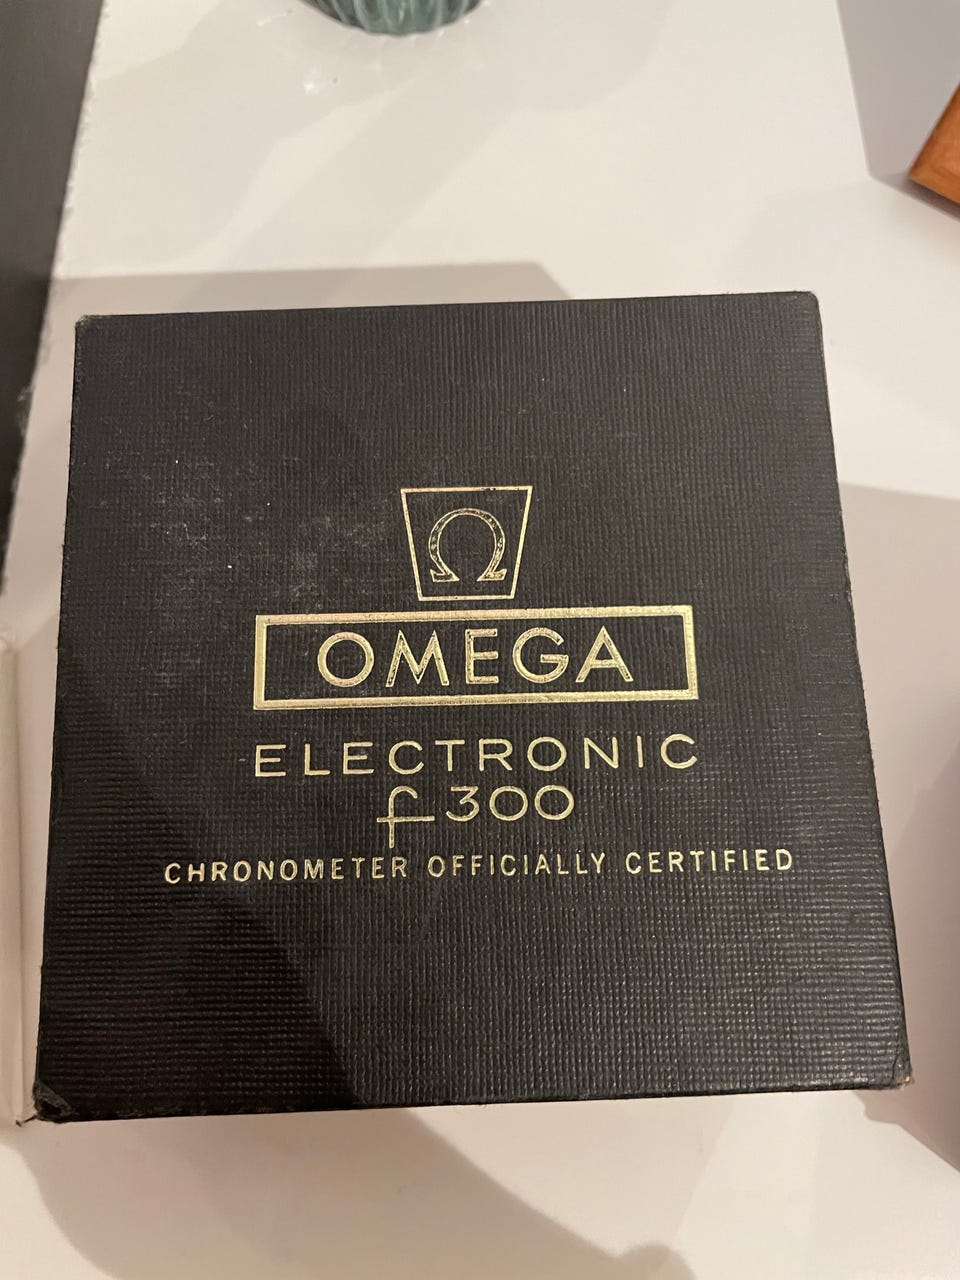 Ω
OMEGA
ELECTRONIC
f300
CHRONOMETER OFFICIALLY CERTIFIED